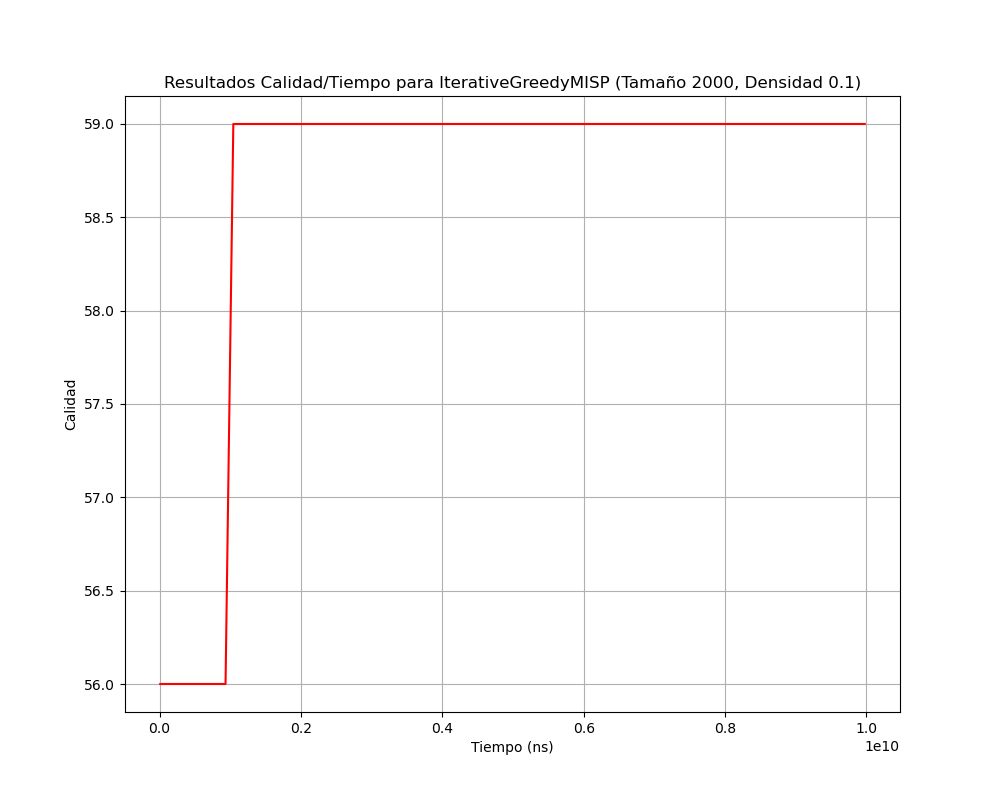 Resultados Calidad/Tiempo para IterativeGreedyMISP (Tamaño 2000, Densidad 0.1)
59.0
58.5
58.0
57.5
57.0
56.5
56.0
Calidad
0.0 0.2 0.4 0.6 0.8 1.0
1e10
Tiempo (ns)